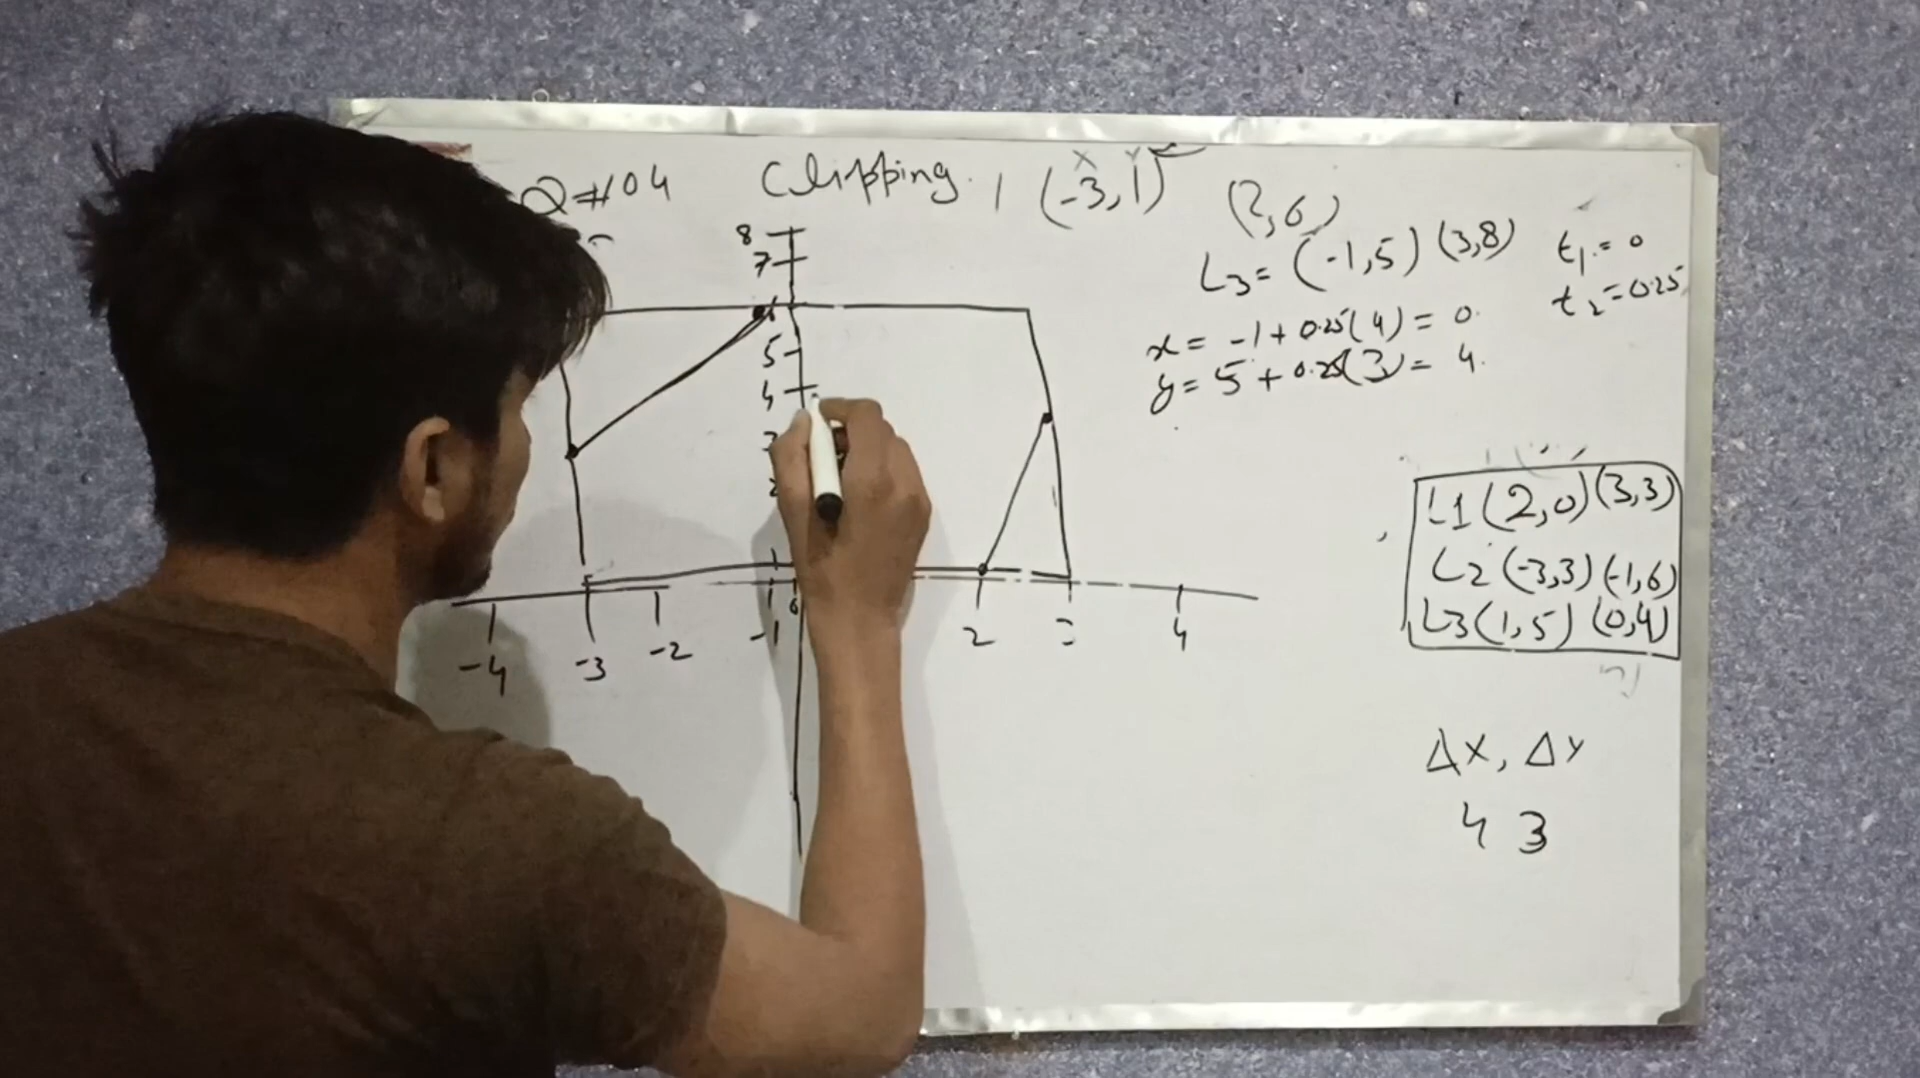 Q#04 Clipping. (-3,1)
x y
(2,6)
L3 = (-1,5) (3,8)
t1 = 0
t2 = 0.25
x = -1 + 0.25(4) = 0.
y = 5 + 0.25(3) = 4.
L1 (2,0) (3,3)
L2 (-3,3) (-1,6)
L3 (1,5) (0,4)
Δx, Δy
4 3
8
7
6
5
4
3
2
1
-4 -3 -2 -1 0 2 3 4